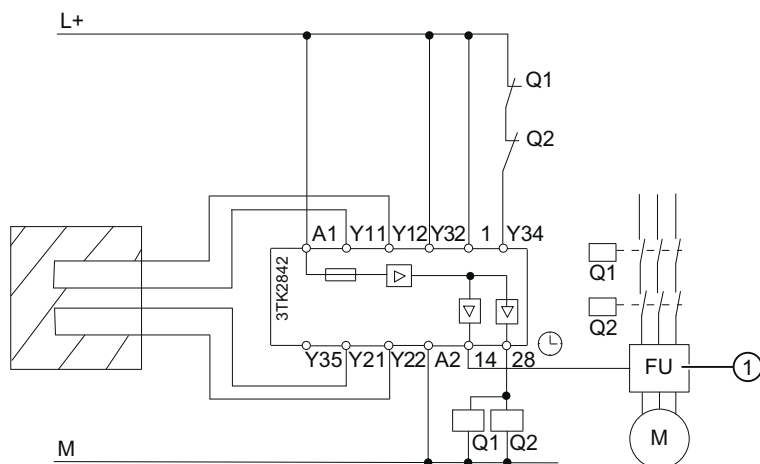 L+
Q1
Q2
A1 Y11 Y12 Y32 1 Y34
3TK2842
Q1
Q2
Y35 Y21 Y22 A2 14 28
FU 1
Q1 Q2
M
M